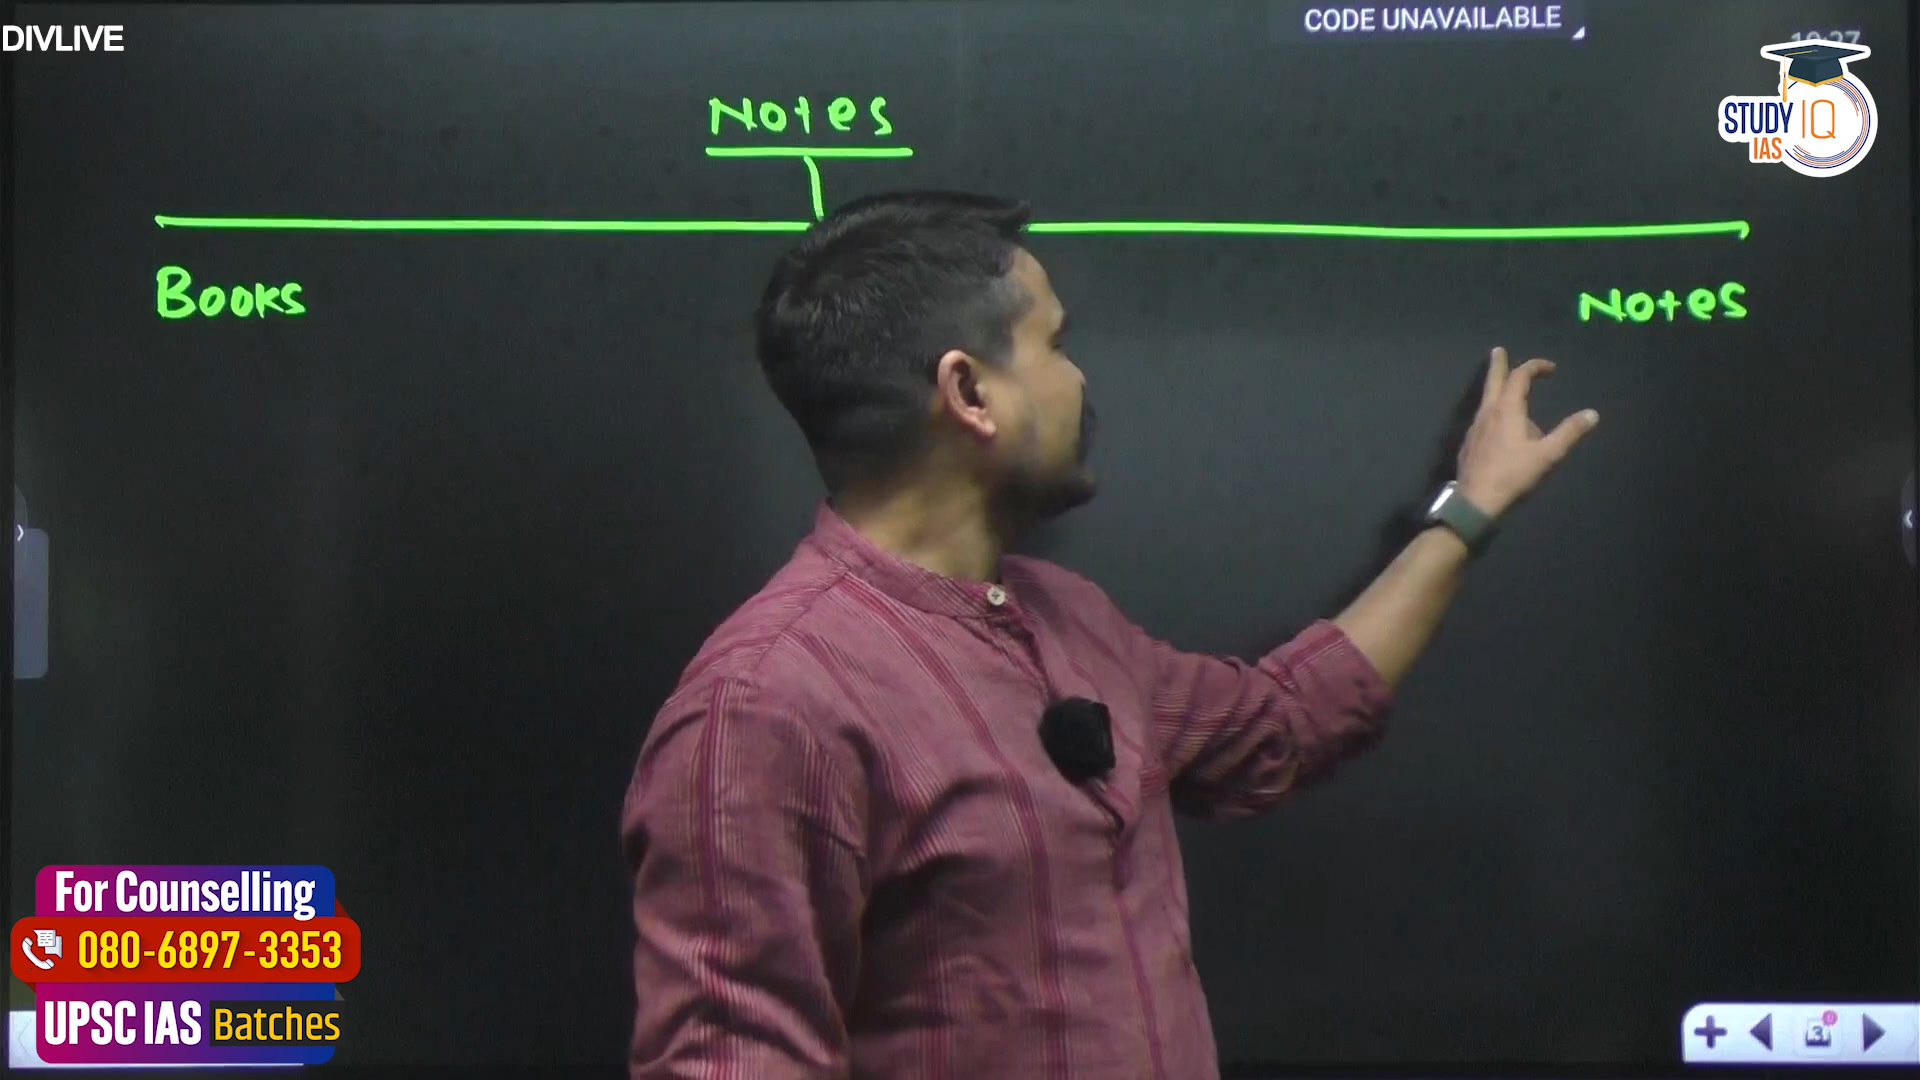 DIVLIVE
CODE UNAVAILABLE
STUDY IQ
IAS
Notes
Books
Notes
For Counselling
080-6897-3353
UPSC IAS Batches